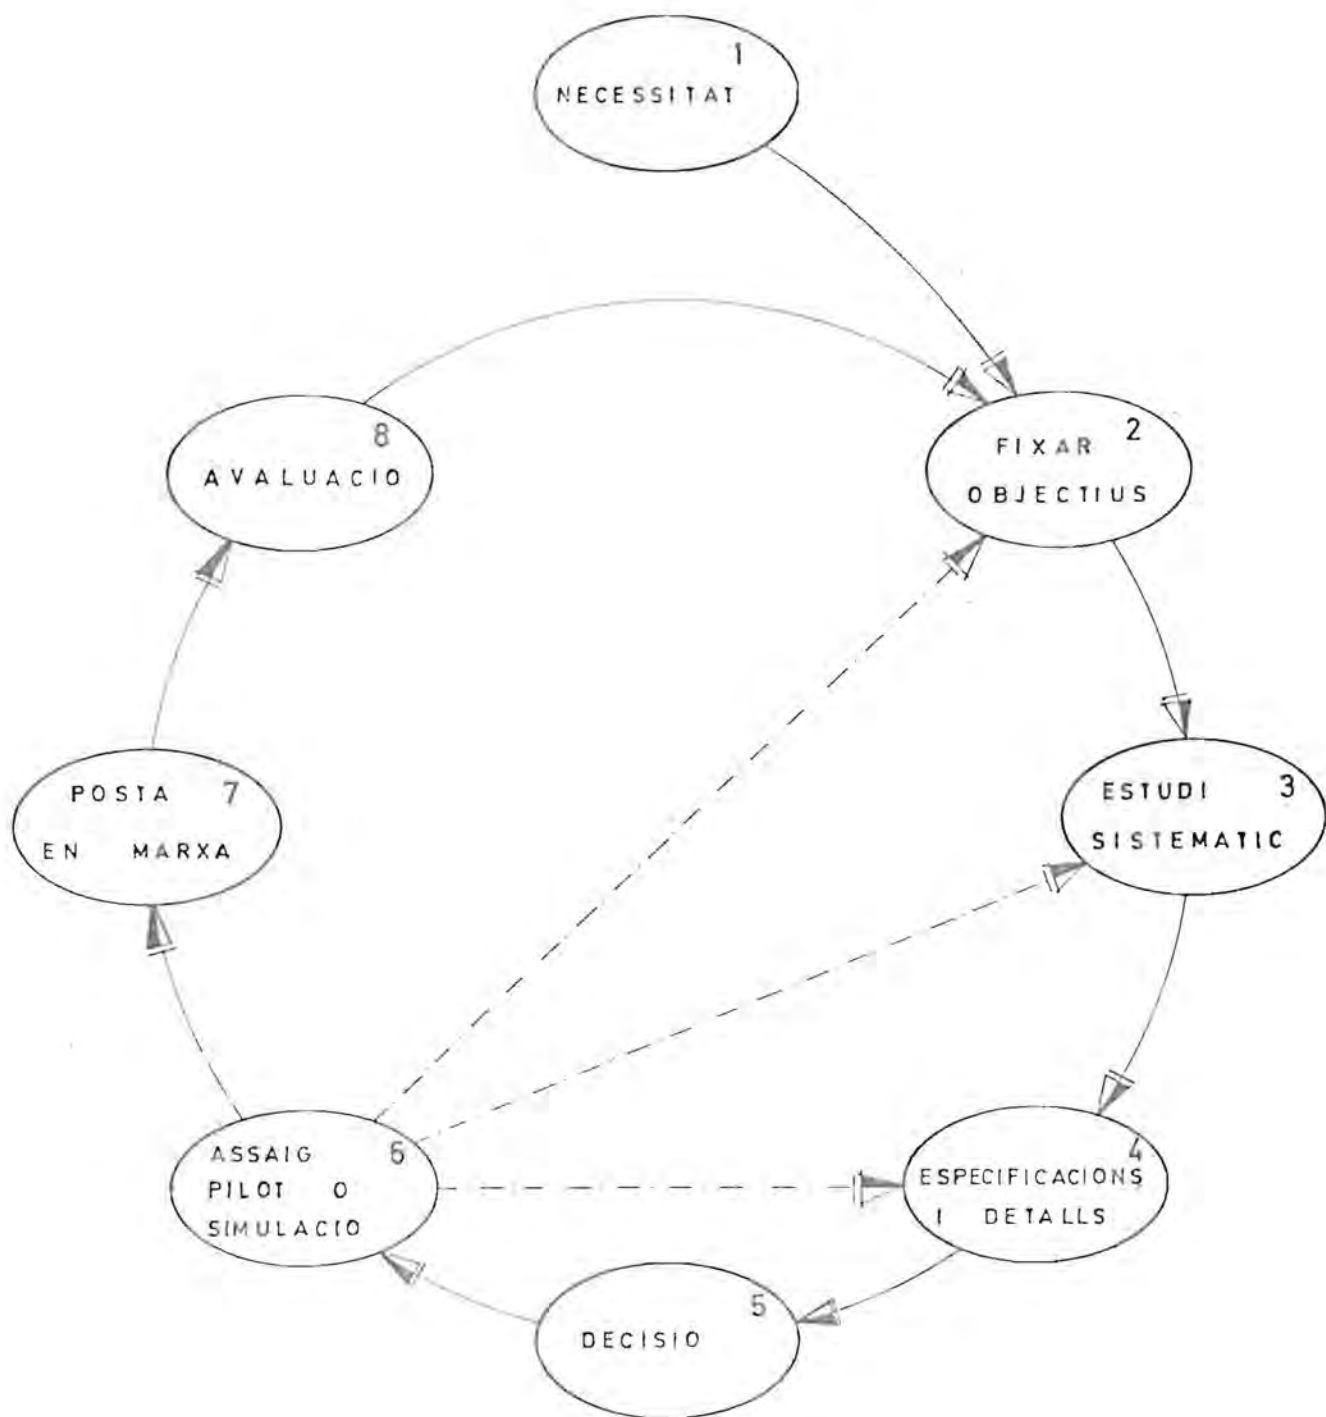 1
NECESSITAT
2
FIXAR
OBJECTIUS
3
ESTUDI
SISTEMATIC
4
ESPECIFICACIONS
I DETALLS
5
DECISIO
6
ASSAIG
PILOT O
SIMULACIO
7
POSTA
EN MARXA
8
AVALUACIO